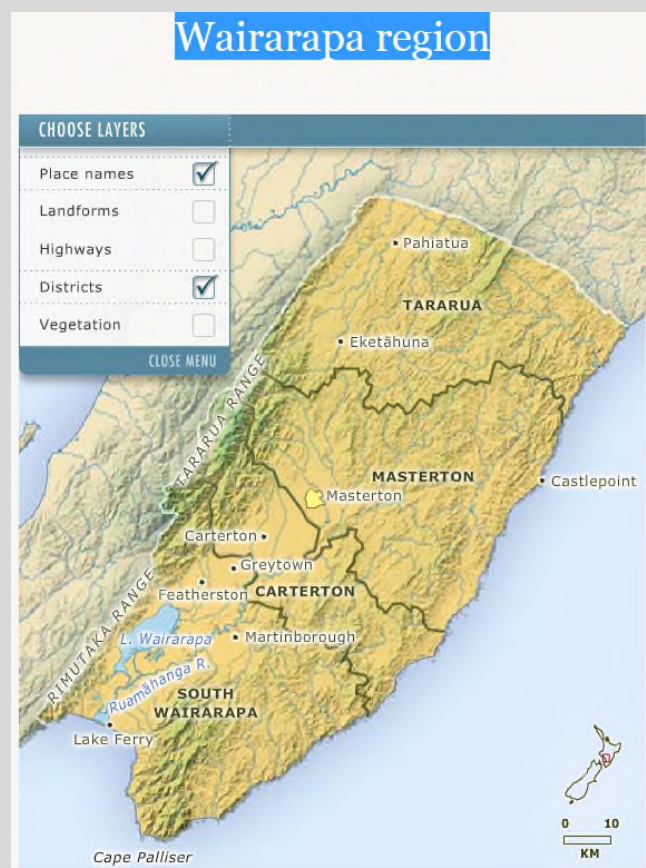 Wairarapa region
CHOOSE LAYERS
Place names
Landforms
Highways
Districts
Vegetation
CLOSE MENU
Pahiatua
TARARUA
Eketāhuna
TARARUA RANGE
MASTERTON
Castlepoint
Masterton
Carterton
Greytown
Featherston
CARTERTON
RIMUTAKA RANGE
L. Wairarapa
Martinborough
Ruamāhanga R.
SOUTH
WAIRARAPA
Lake Ferry
Cape Palliser
0 10
KM